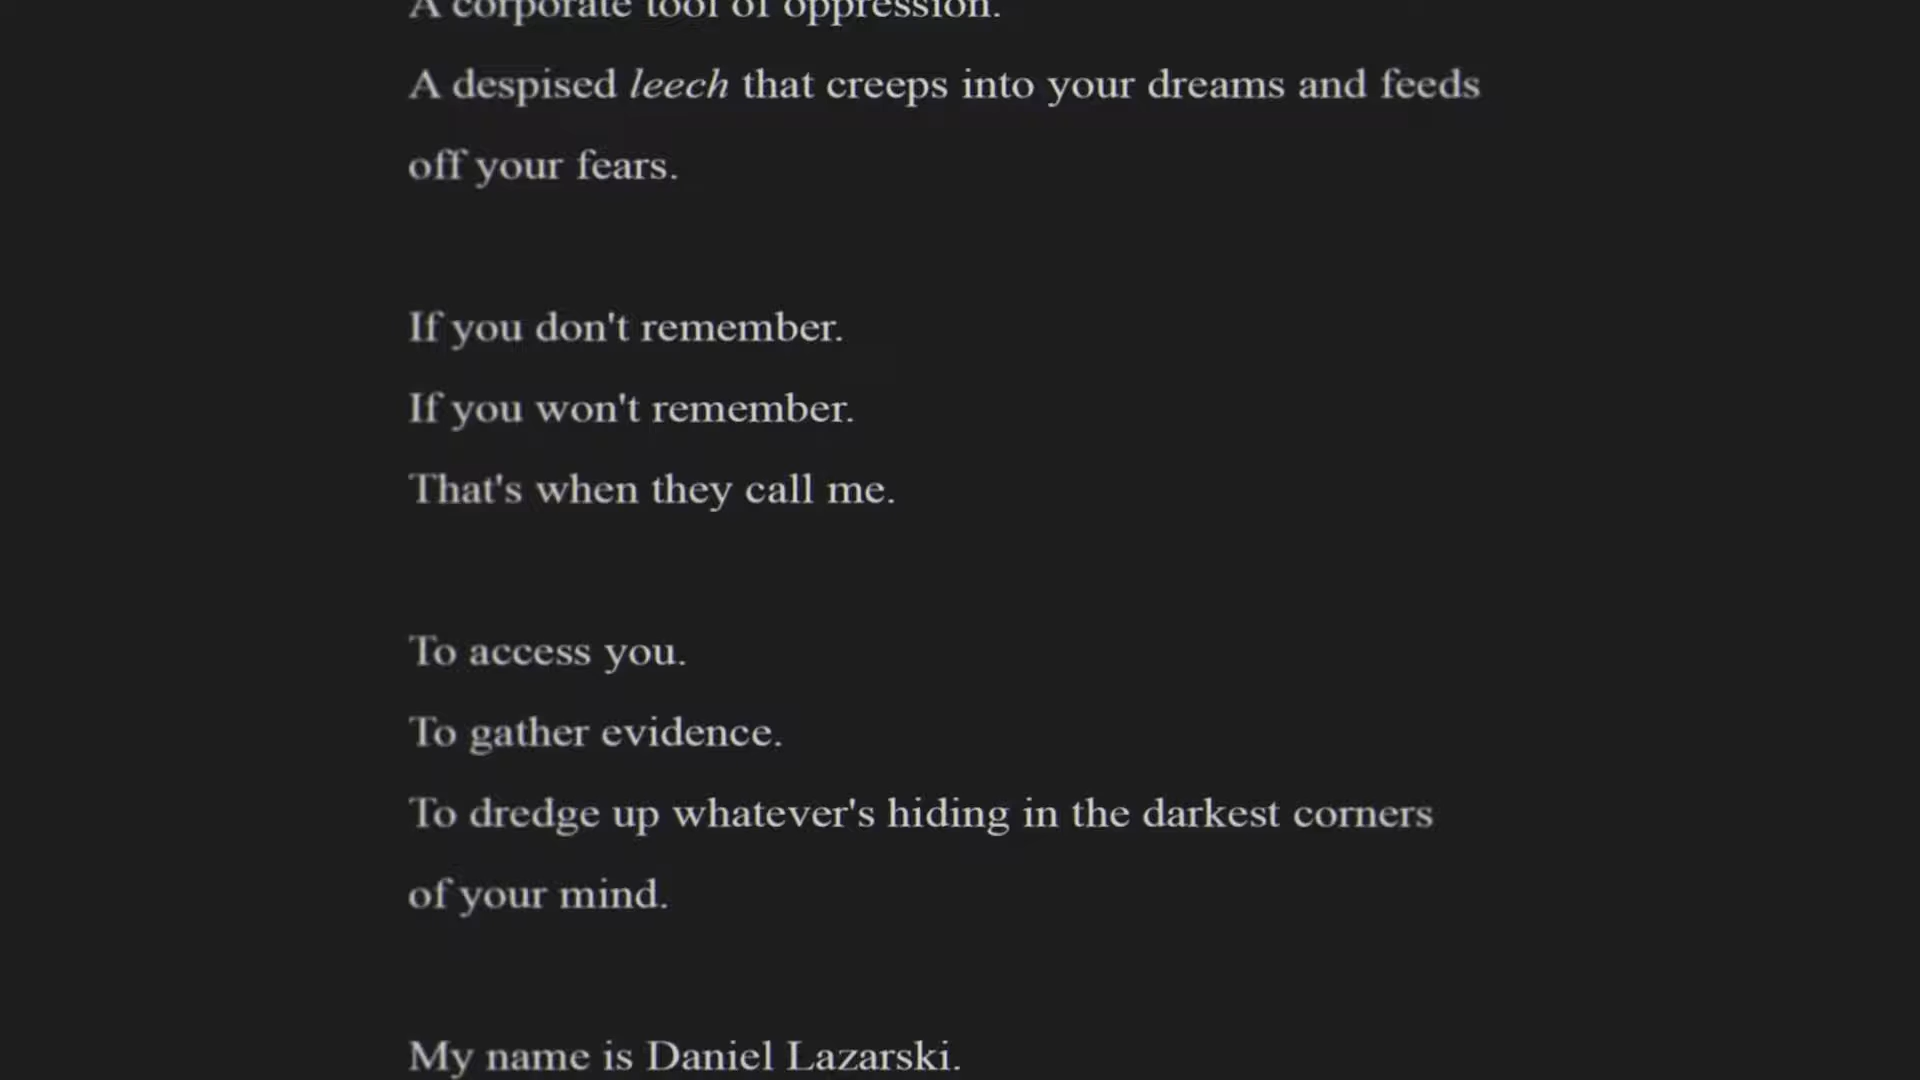 A corporate tool of oppression.
A despised leech that creeps into your dreams and feeds
off your fears.
If you don't remember.
If you won't remember.
That's when they call me.
To access you.
To gather evidence.
To dredge up whatever's hiding in the darkest corners
of your mind.
My name is Daniel Lazarski.